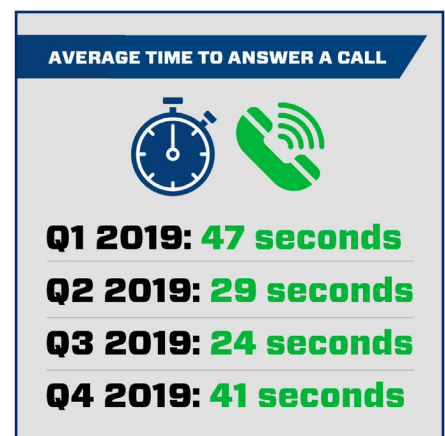 AVERAGE TIME TO ANSWER A CALL
Q1 2019: 47 seconds
Q2 2019: 29 seconds
Q3 2019: 24 seconds
Q4 2019: 41 seconds